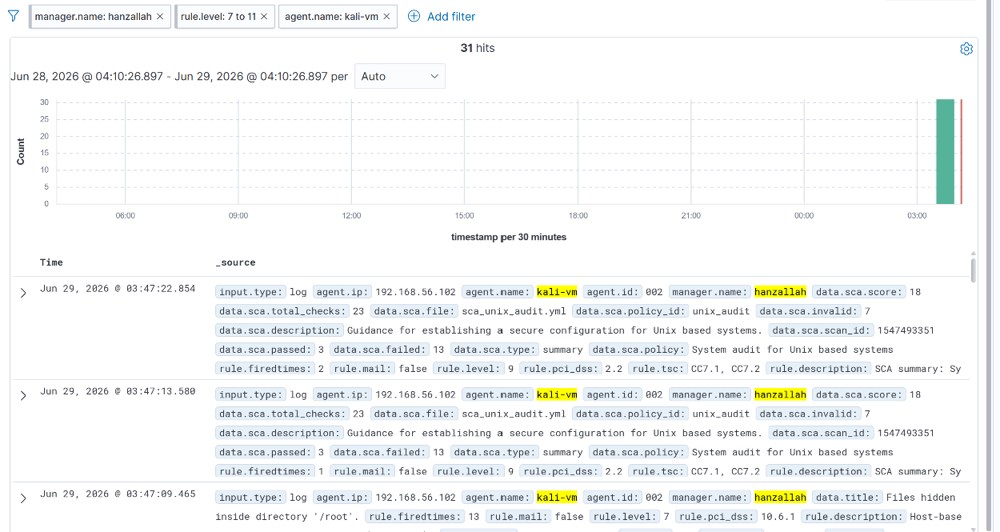 manager.name: hanzallah × rule.level: 7 to 11 × agent.name: kali-vm × Add filter
31 hits
Jun 28, 2026 @ 04:10:26.897 - Jun 29, 2026 @ 04:10:26.897 per Auto
30
25
20
15
10
5
0
Count
06:00 09:00 12:00 15:00 18:00 21:00 00:00 03:00
timestamp per 30 minutes
Time _source
Jun 29, 2026 @ 03:47:22.854 input.type: log agent.ip: 192.168.56.102 agent.name: kali-vm agent.id: 002 manager.name: hanzallah data.sca.score: 18
data.sca.total_checks: 23 data.sca.file: sca_unix_audit.yml data.sca.policy_id: unix_audit data.sca.invalid: 7
data.sca.description: Guidance for establishing a secure configuration for Unix based systems. data.sca.scan_id: 1547493351
data.sca.passed: 3 data.sca.failed: 13 data.sca.type: summary data.sca.policy: System audit for Unix based systems
rule.firedtimes: 2 rule.mail: false rule.level: 9 rule.pci_dss: 2.2 rule.tsc: CC7.1, CC7.2 rule.description: SCA summary: Sy
Jun 29, 2026 @ 03:47:13.580 input.type: log agent.ip: 192.168.56.102 agent.name: kali-vm agent.id: 002 manager.name: hanzallah data.sca.score: 18
data.sca.total_checks: 23 data.sca.file: sca_unix_audit.yml data.sca.policy_id: unix_audit data.sca.invalid: 7
data.sca.description: Guidance for establishing a secure configuration for Unix based systems. data.sca.scan_id: 1547493351
data.sca.passed: 3 data.sca.failed: 13 data.sca.type: summary data.sca.policy: System audit for Unix based systems
rule.firedtimes: 1 rule.mail: false rule.level: 9 rule.pci_dss: 2.2 rule.tsc: CC7.1, CC7.2 rule.description: SCA summary: Sy
Jun 29, 2026 @ 03:47:09.465 input.type: log agent.ip: 192.168.56.102 agent.name: kali-vm agent.id: 002 manager.name: hanzallah data.title: Files hidden
inside directory '/root'. rule.firedtimes: 13 rule.mail: false rule.level: 7 rule.pci_dss: 10.6.1 rule.description: Host-base